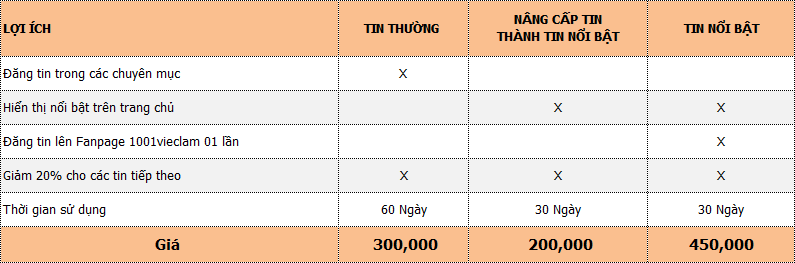 LỢI ÍCH TIN THƯỜNG NÂNG CẤP TIN THÀNH TIN NỔI BẬT TIN NỔI BẬT
Đăng tin trong các chuyên mục X
Hiển thị nổi bật trên trang chủ X X
Đăng tin lên Fanpage 1001vieclam 01 lần X
Giảm 20% cho các tin tiếp theo X X X
Thời gian sử dụng 60 Ngày 30 Ngày 30 Ngày
Giá 300,000 200,000 450,000